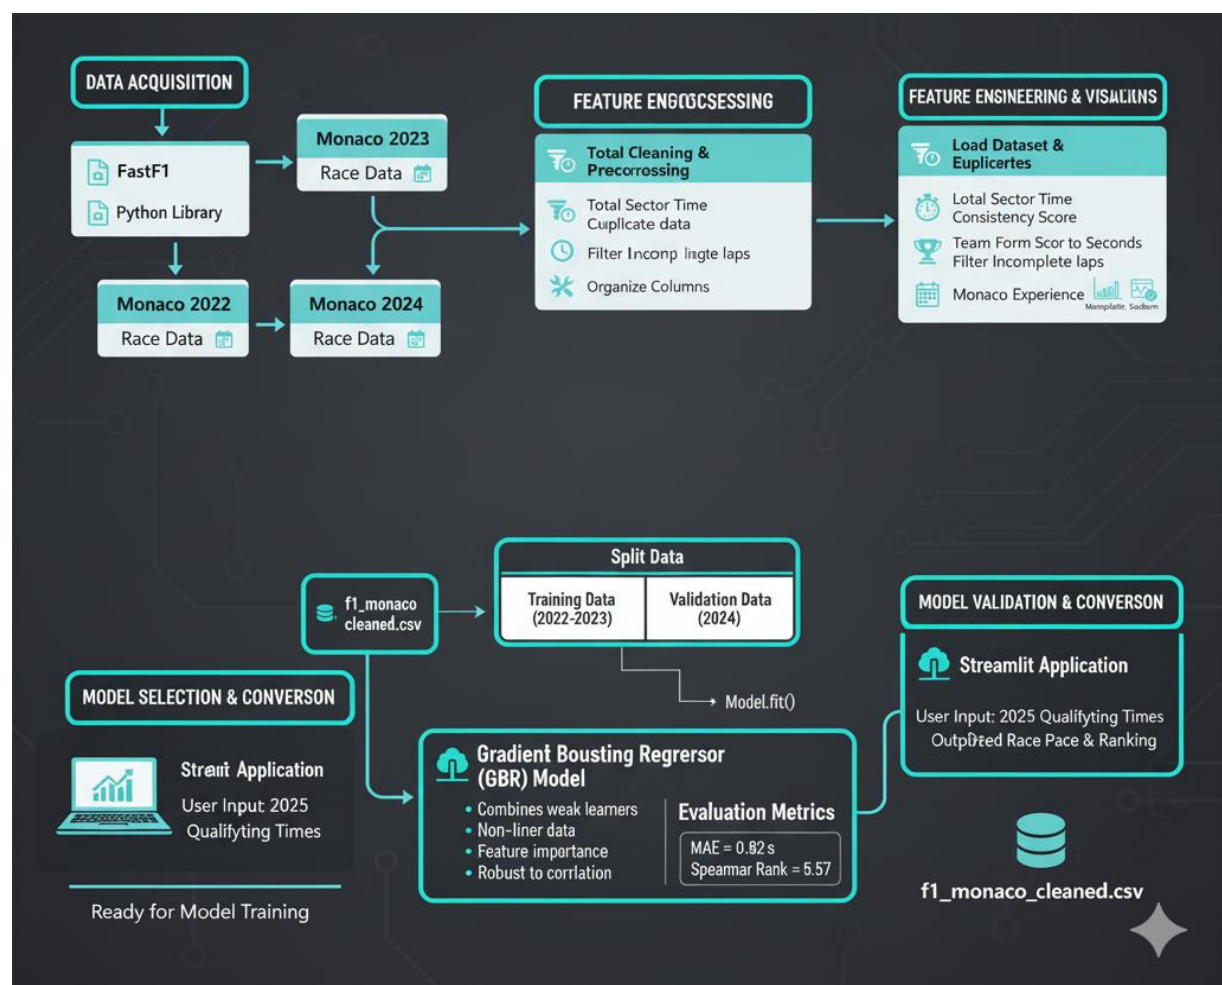 DATA ACQUISIITION
FastF1
Python Library
Monaco 2023
Race Data
Monaco 2022
Race Data
Monaco 2024
Race Data
FEATURE
Total Cleaning &
Precorrossing
Total Sector Time
Cuplicate data
Filter Incomp lingte laps
Organize Columns
FEATURE ENSINEERING &
Load Dataset &
Euplicertes
Lotal Sector Time
Consistency Score
Team Form Scor to Seconds
Filter Incomplete laps
Monaco Experience
f1_monaco
cleaned.csv
Split Data
Training Data
(2022-2023)
Validation Data
(2024)
Model.fit()
MODEL SELECTION & CONVERSON
Application
User Input: 2025
Qualifyting Times
Ready for Model Training
Gradient Bousting Regrersor
(GBR) Model
• Combines weak learners
• Non-liner data
• Feature importance
• Robust to corrlation
Evaluation Metrics
MAE = 0.82 s
Spearmar Rank = 5.57
MODEL VALIDATION & CONVERSON
Streamlit Application
User Input: 2025 Qualifyting Times
Race Pace & Ranking
f1_monaco_cleaned.csv